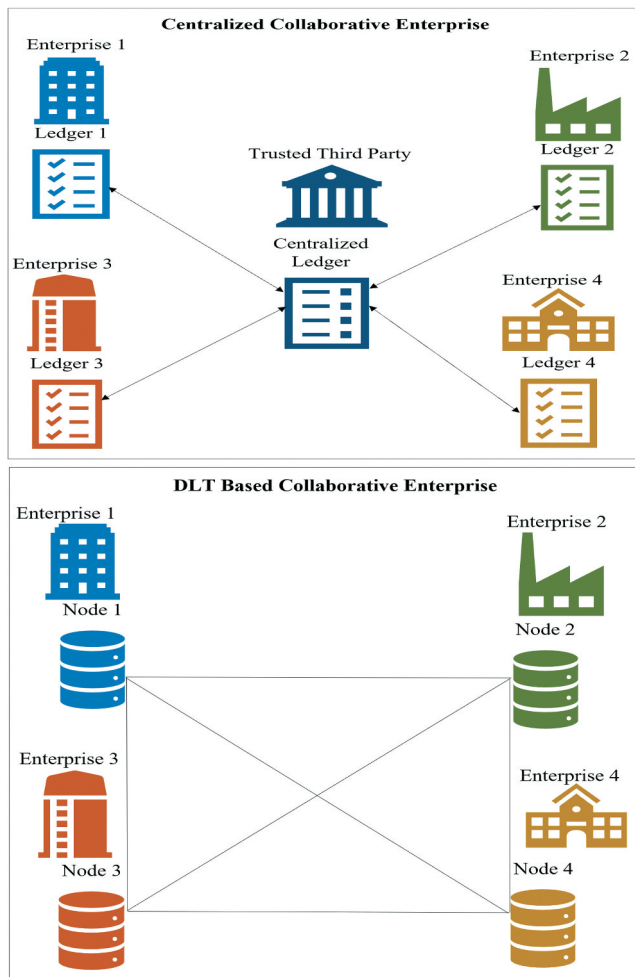 Centralized Collaborative Enterprise
Enterprise 1
Enterprise 2
Ledger 1
Ledger 2
Trusted Third Party
Centralized
Ledger
Enterprise 3
Enterprise 4
Ledger 3
Ledger 4
DLT Based Collaborative Enterprise
Enterprise 1
Enterprise 2
Node 1
Node 2
Enterprise 3
Enterprise 4
Node 3
Node 4